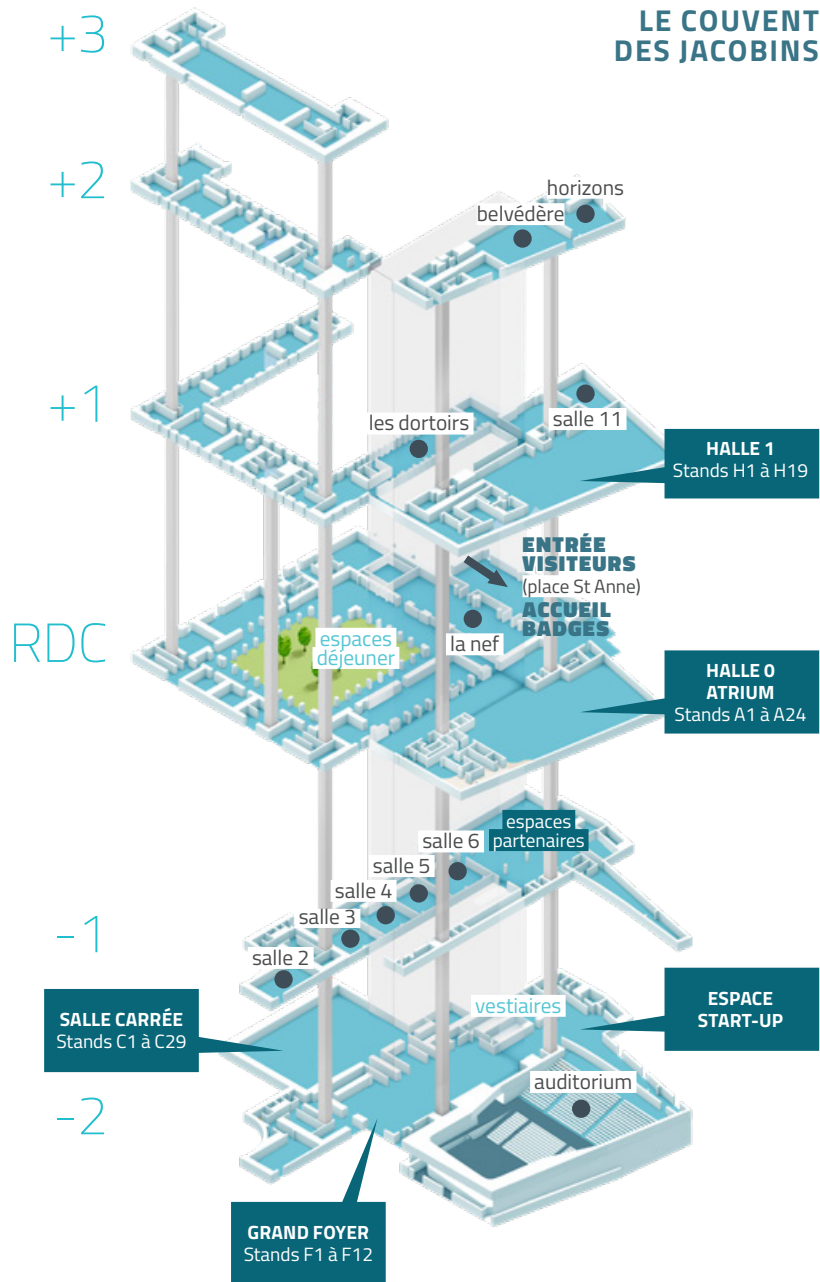 LE COUVENT
DES JACOBINS
+3
+2
horizons
belvédère
+1
les dortoirs
salle 11
HALLE 1
Stands H1 à H19
ENTRÉE
VISITEURS
(place St Anne)
ACCUEIL
BADGES
RDC
espaces
déjeuner
la nef
HALLE 0
ATRIUM
Stands A1 à A24
espaces
partenaires
salle 6
salle 5
salle 4
salle 3
salle 2
-1
vestiaires
ESPACE
START-UP
SALLE CARRÉE
Stands C1 à C29
auditorium
-2
GRAND FOYER
Stands F1 à F12